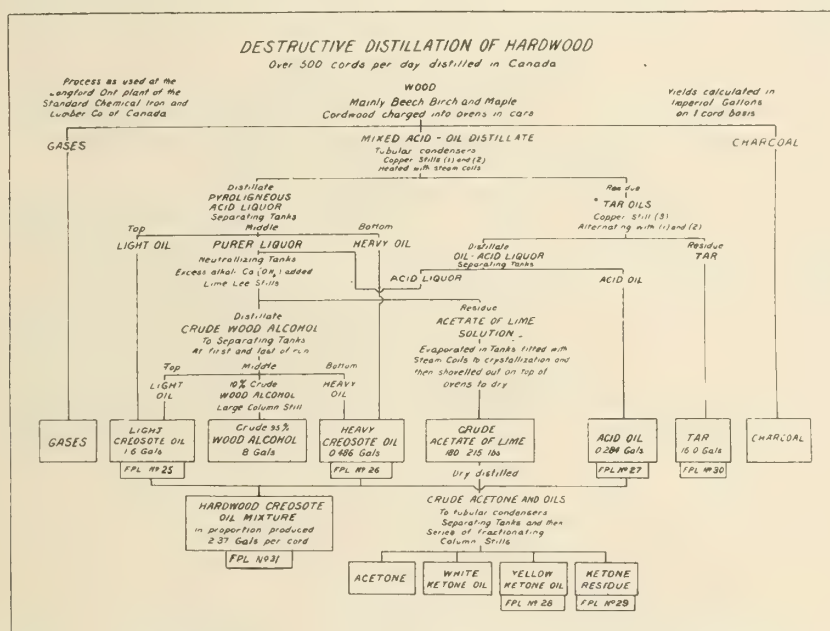 DESTRUCTIVE DISTILLATION OF HARDWOOD
Over 500 cords per day distilled in Canada
Process as used at the
Longford Ont plant of the
Standard Chemical Iron and
Lumber Co of Canada
WOOD
Mainly Beech Birch and Maple
Cordwood charged into ovens in cars
Yields calculated in
Imperial Gallons
on 1 cord basis
GASES
MIXED ACID - OIL DISTILLATE
Tubular condensers
Copper Stills (1) and (2)
Heated with steam coils
CHARCOAL
Distillate
PYROLIGNEOUS
ACID LIQUOR
Separating Tanks
Residue
TAR OILS
Copper Still (3)
Alternating with (1) and (2)
Top
LIGHT OIL
Middle
PURER LIQUOR
Neutrallizing Tanks
Excess alkali Ca(OH)
Lime Lee Stills
added
Bottom
HEAVY OIL
Distillate
OIL-ACID LIQUOR
Separating Tanks
Residue
TAR
ACID LIQUOR
ACID OIL
Distillate
CRUDE WOOD ALCOHOL
To Separating Tanks
At first and last of run
Residue
ACETATE OF LIME
SOLUTION
Evaporated in Tanks fitted with
Steam Coils to crystallization and
then shovelled out on top of
ovens to dry
Top
LIGHT
OIL
Middle
10% Crude
WOOD ALCOHOL
Large Column Still
Bottom
HEAVY
OIL
GASES
LIGHT
CREOSOTE OIL
1.6 Gals
FPL Nº 25
Crude 95%
WOOD ALCOHOL
8 Gals
HEAVY
CREOSOTE OIL
0.486 Gals
FPL Nº 26
CRUDE
ACETATE OF LIME
180 215 lbs
ACID OIL
0.284 Gals
FPL Nº 27
TAR
16.0 Gals
FPL Nº 30
CHARCOAL
Dry distilled
HARDWOOD CREOSOTE
OIL MIXTURE
in proportion produced
2.37 Gals per cord
FPL Nº 31
CRUDE ACETONE AND OILS
To tubular condensers
Separating Tanks and then
Series of fractionating
Column Stills
ACETONE
WHITE
KETONE OIL
YELLOW
KETONE OIL
FPL Nº 28
KETONE
RESIDUE
FPL Nº 29